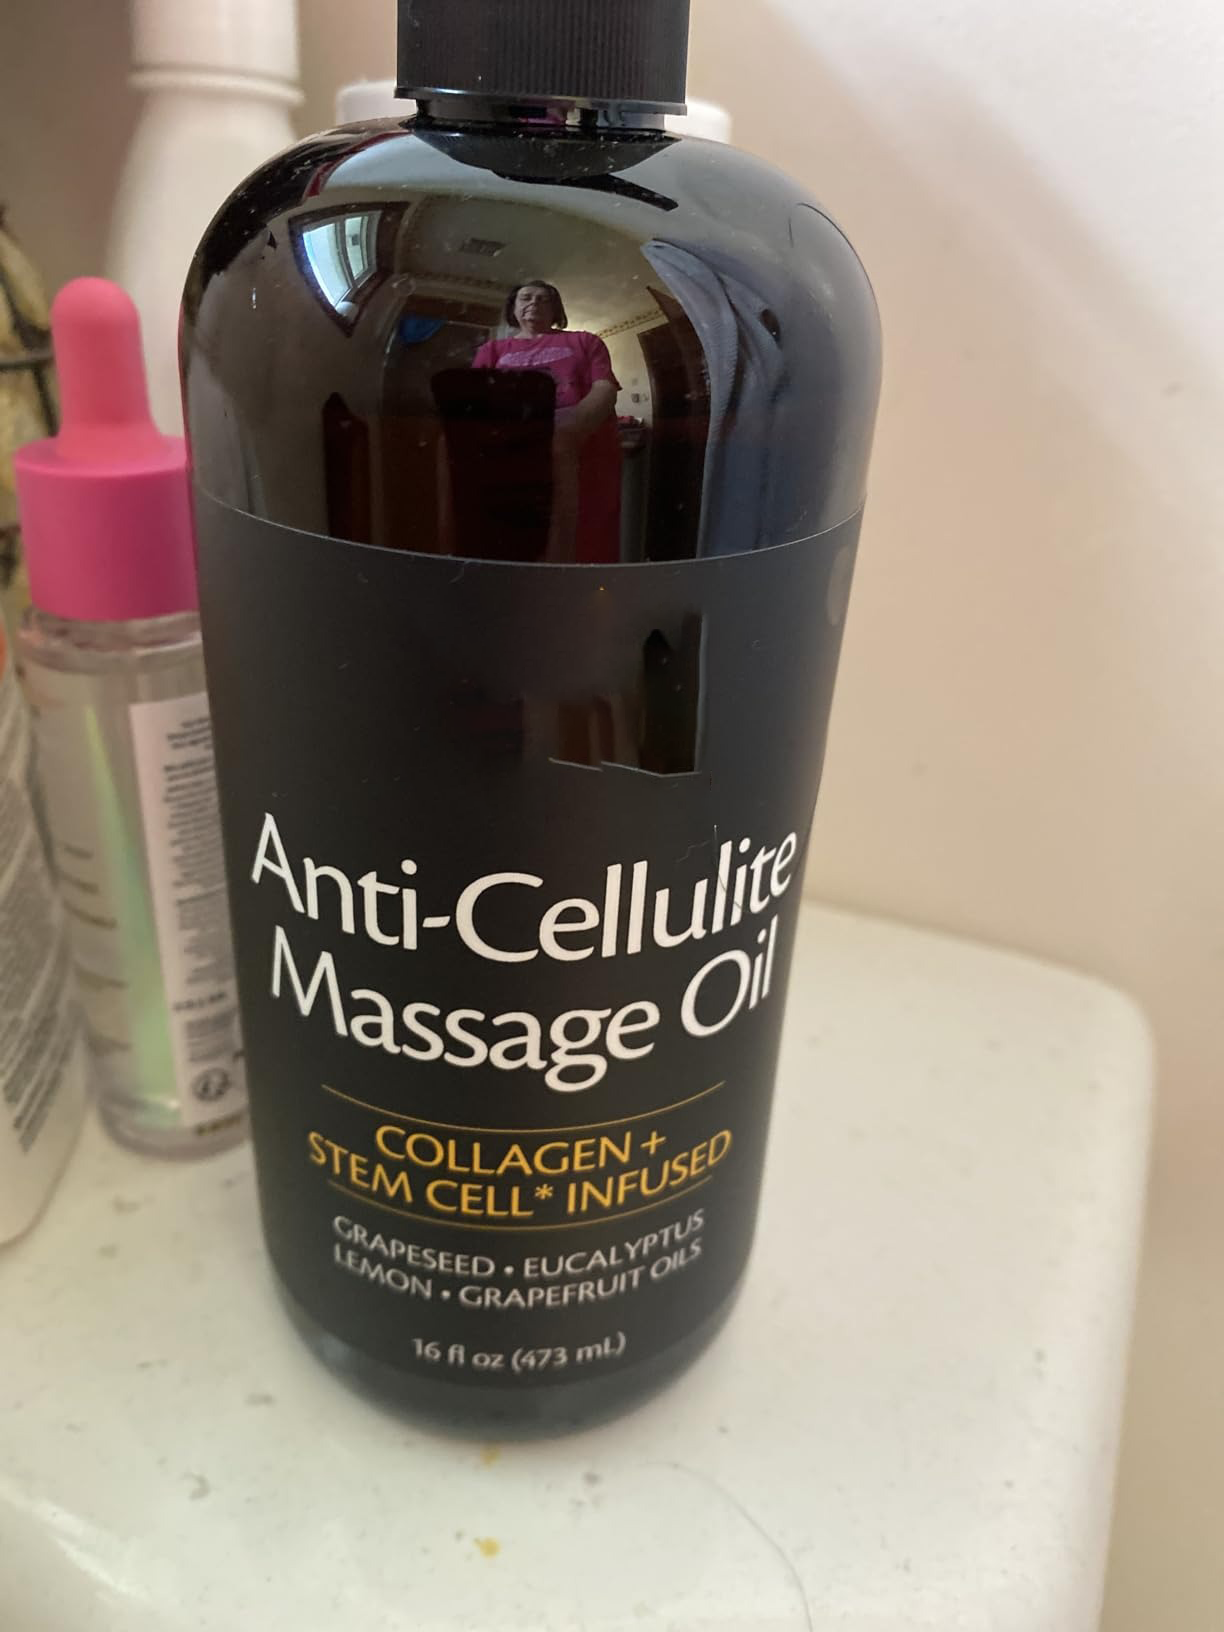 Anti-Cellulite
Massage Oil
COLLAGEN +
STEM CELL* INFUSED
GRAPESEED • EUCALYPTUS
LEMON • GRAPEFRUIT OILS
16 fl oz (473 mL)